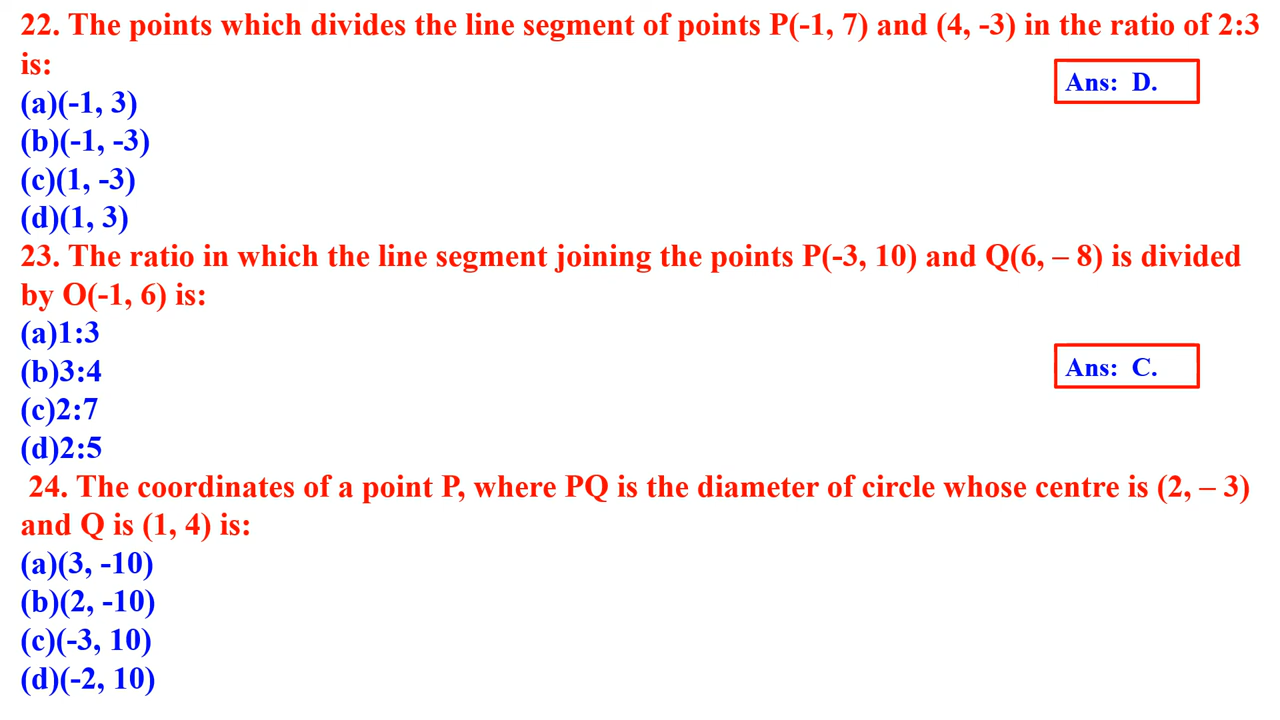 22. The points which divides the line segment of points P(-1, 7) and (4, -3) in the ratio of 2:3
is:
Ans: D.
(a)(-1, 3)
(b)(-1, -3)
(c)(1, -3)
(d)(1, 3)
23. The ratio in which the line segment joining the points P(-3, 10) and Q(6, – 8) is divided
by O(-1, 6) is:
(a)1:3
(b)3:4
Ans: C.
(c)2:7
(d)2:5
24. The coordinates of a point P, where PQ is the diameter of circle whose centre is (2, – 3)
and Q is (1, 4) is:
(a)(3, -10)
(b)(2, -10)
(c)(-3, 10)
(d)(-2, 10)